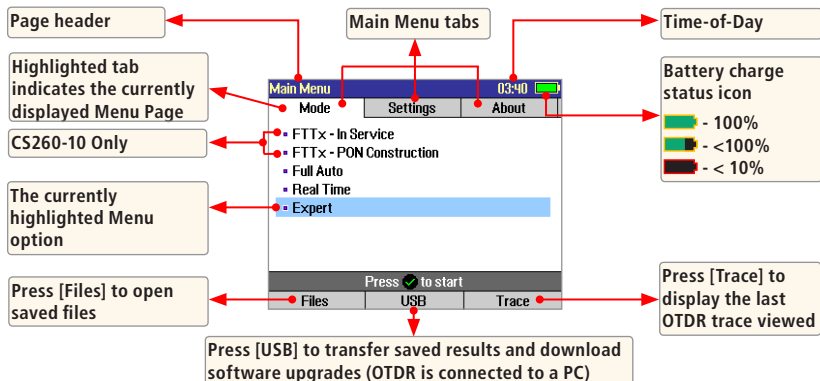 Page header
Main Menu tabs
Time-of-Day
Highlighted tab
indicates the currently
displayed Menu Page
Main Menu
03:40
Mode
Settings
About
Battery charge
status icon
- 100%
- <100%
- < 10%
CS260-10 Only
FTTx - In Service
FTTx - PON Construction
Full Auto
Real Time
Expert
The currently
highlighted Menu
option
Press to start
Files
USB
Trace
Press [Files] to open
saved files
Press [Trace] to
display the last
OTDR trace viewed
Press [USB] to transfer saved results and download
software upgrades (OTDR is connected to a PC)